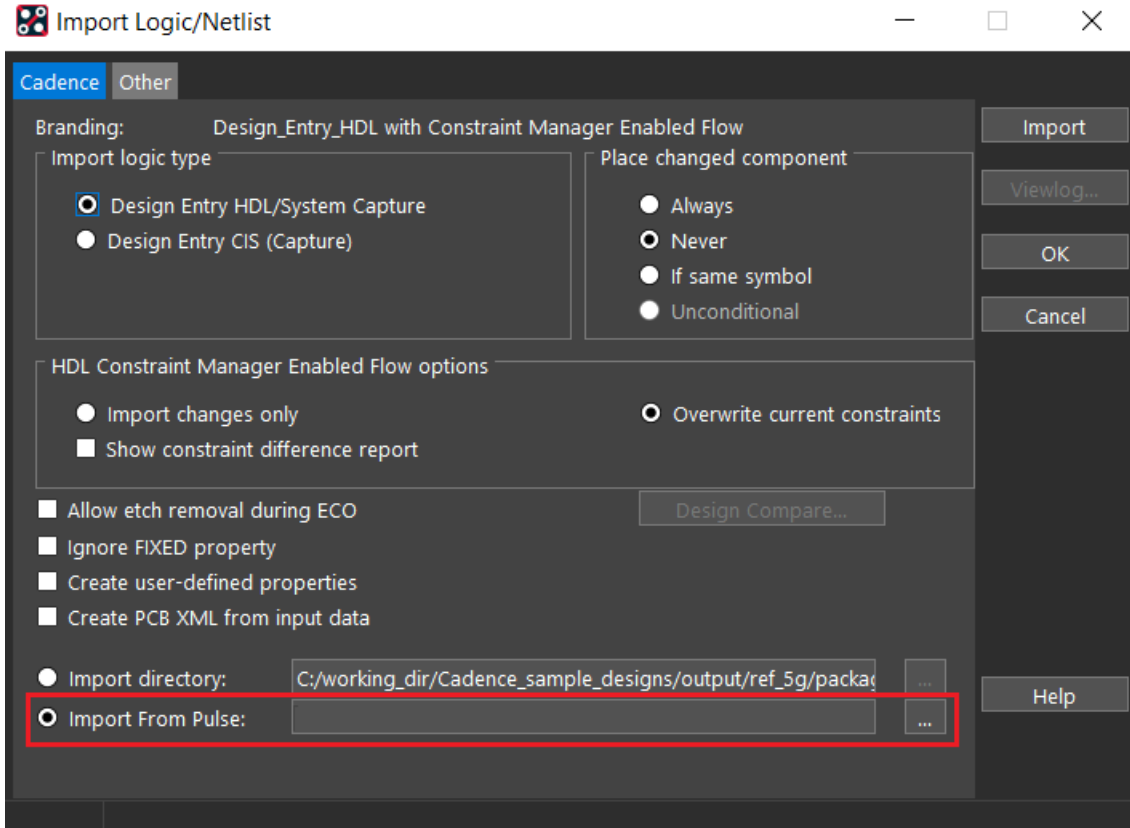 Import Logic/Netlist
Cadence Other
Branding: Design_Entry_HDL with Constraint Manager Enabled Flow
Import
Import logic type
Place changed component
Design Entry HDL/System Capture
Always
Viewlog...
Design Entry CIS (Capture)
Never
OK
If same symbol
Unconditional
Cancel
HDL Constraint Manager Enabled Flow options
Import changes only
Overwrite current constraints
Show constraint difference report
Allow etch removal during ECO
Design Compare...
Ignore FIXED property
Create user-defined properties
Create PCB XML from input data
Import directory: C:/working_dir/Cadence_sample_designs/output/ref_5g/packag ...
Help
Import From Pulse: ...